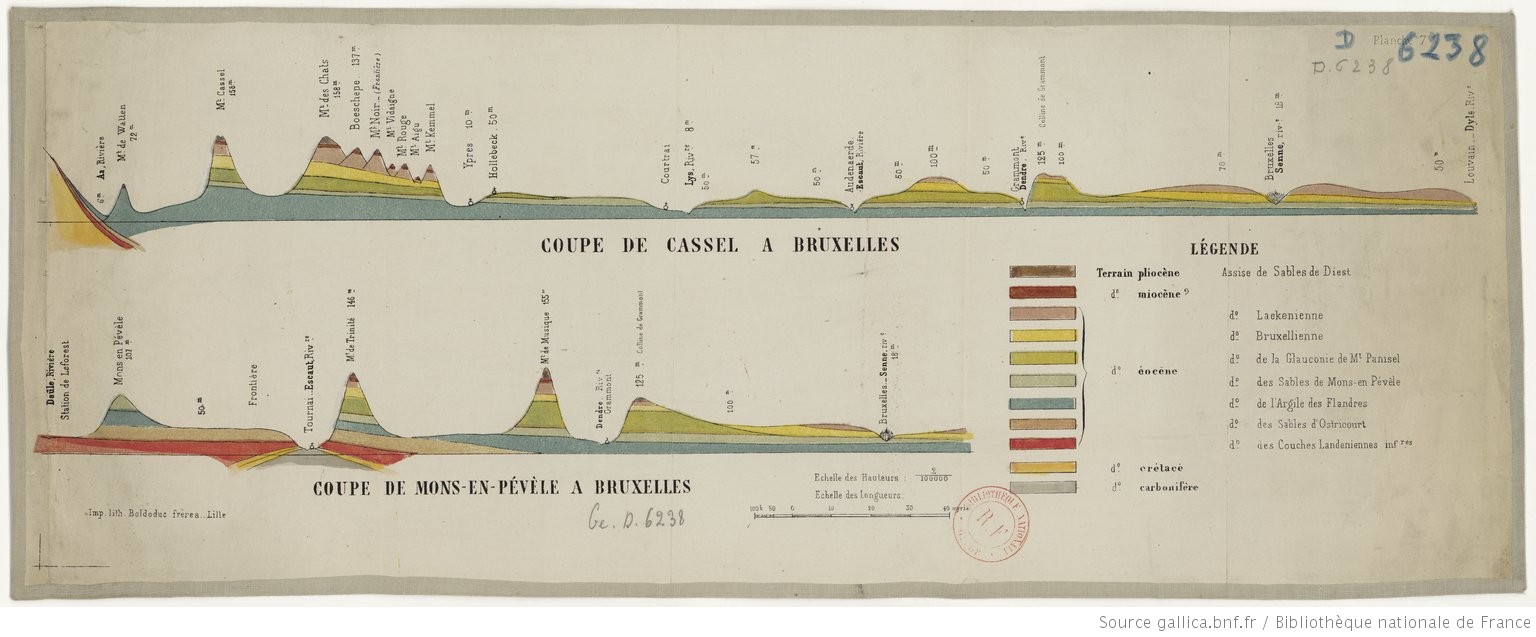 Planche 7
D 6238
D. 6238
Aa, Rivière
6m
Mt de Watten
72m
Mt Cassel
158m
Mt des Chats
158m
Boeschepe 137m
Mt Noir (Frontière)
Mt Vidaigne
Mt Rouge
Mt Aigu
Mt Kemmel
Ypres 10m
Hollebeck 50m
Courtrai
Lys, Rivre 8m
50m
57m
50m
Audenaerde
Escaut, Rivière
50m
100m
50m
Grammont
Dendre, Rivre
125m Colline de Grammont
100m
70m
Bruxelles
Senne, rivre 18m
50m
Louvain... Dyle, Rivre
COUPE DE CASSEL A BRUXELLES
LÉGENDE
Terrain pliocène Assise de Sables de Diest
do miocène ?
do éocène
do Laekenienne
do Bruxellienne
do de la Glauconie de Mt Panisel
do des Sables de Mons-en Pévèle
do de l'Argile des Flandres
do des Sables d'Ostricourt
do des Couches Landeniennes infres
do crétacé
do carbonifère
Deûle, Rivière
Station de Leforest
Mons-en Pévèle
107m
50m
Frontière
Tournai... Escaut, Rivre
Mt de Trinité 146m
Mt de Musique 155m
Dendre, Rivre
Grammont
125m Colline de Grammont
100m
Bruxelles... Senne, rivre
18m
COUPE DE MONS-EN-PÉVÈLE A BRUXELLES
Echelle des Hauteurs : 2/100000
Echelle des Longueurs:
100k 50 0 10 20 30 40
Imp. lith. Boldoduc frères... Lille
Ge. D. 6238
BIBLIOTHÈQUE NATIONALE
R.F.
Source gallica.bnf.fr / Bibliothèque nationale de France